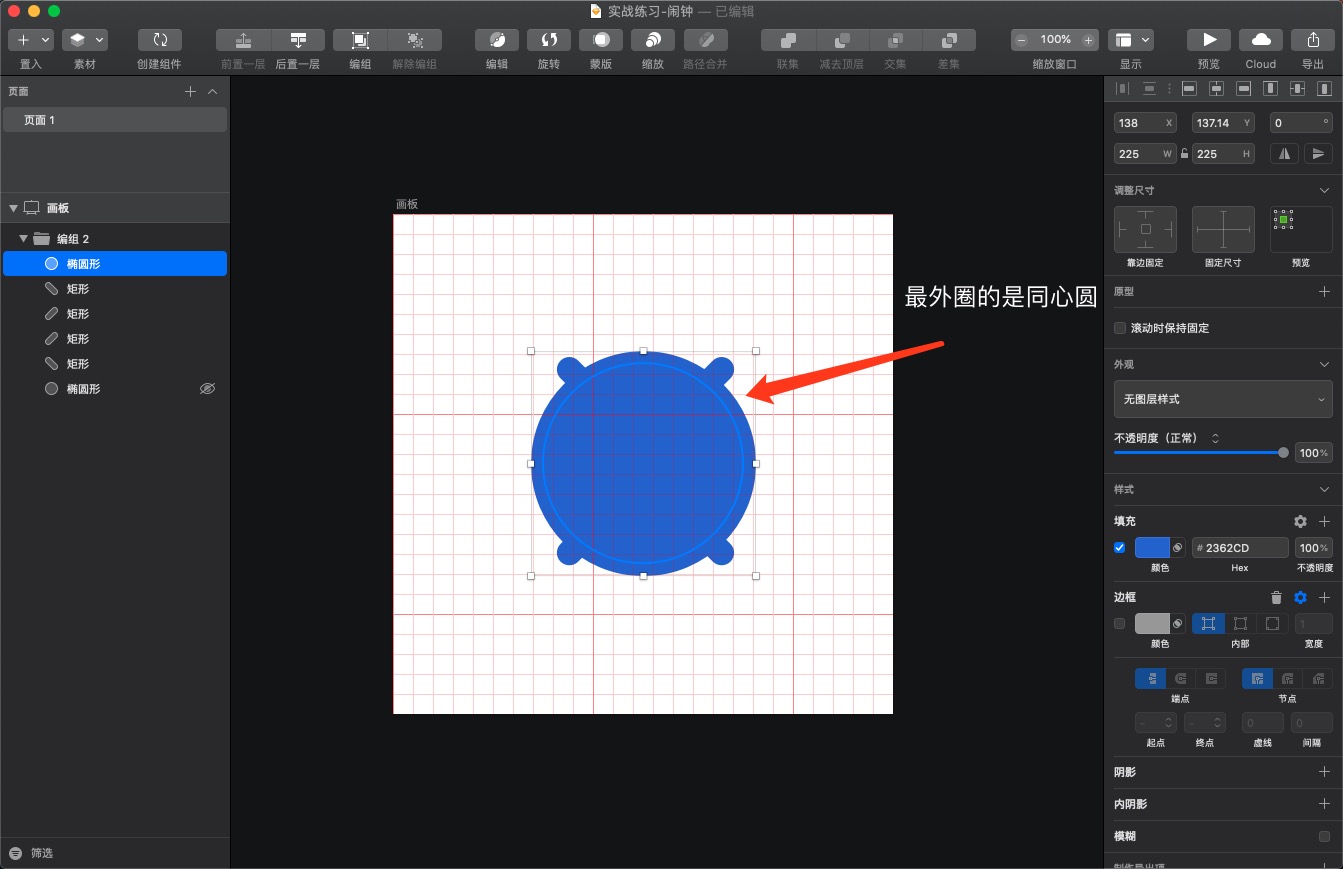 实战练习-闹钟 — 已编辑
100%
置入 素材 创建组件 前置一层 后置一层 编组 解除编组 编辑 旋转 蒙版 缩放 路径合并 联集 减去顶层 交集 差集 缩放窗口 显示 预览 Cloud 导出
页面
页面 1
画板
编组 2
椭圆形
矩形
矩形
矩形
矩形
椭圆形
筛选
画板
最外圈的是同心圆
138 X 137.14 Y 0 °
225 W 225 H
调整尺寸
靠边固定 固定尺寸 预览
原型
滚动时保持固定
外观
无图层样式
不透明度（正常）
100%
样式
填充
# 2362CD 100%
颜色 Hex 不透明度
边框
1
颜色 内部 宽度
端点 节点
- - 0 0
起点 终点 虚线 间隔
阴影
内阴影
模糊